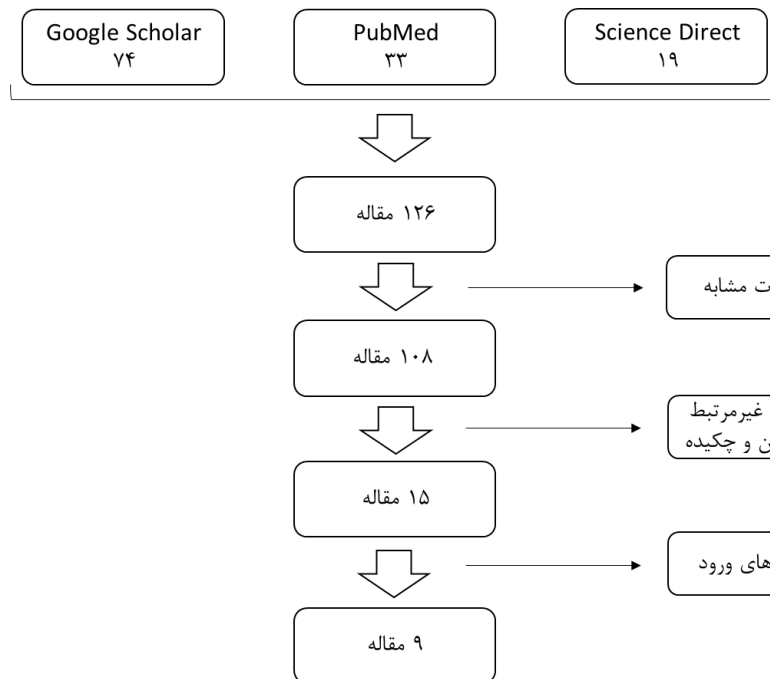 Google Scholar
۷۴
PubMed
۳۳
Science Direct
۱۹
۱۲۶ مقاله
مشابه
۱۰۸ مقاله
غیرمرتبط
و چکیده
۱۵ مقاله
های ورود
۹ مقاله